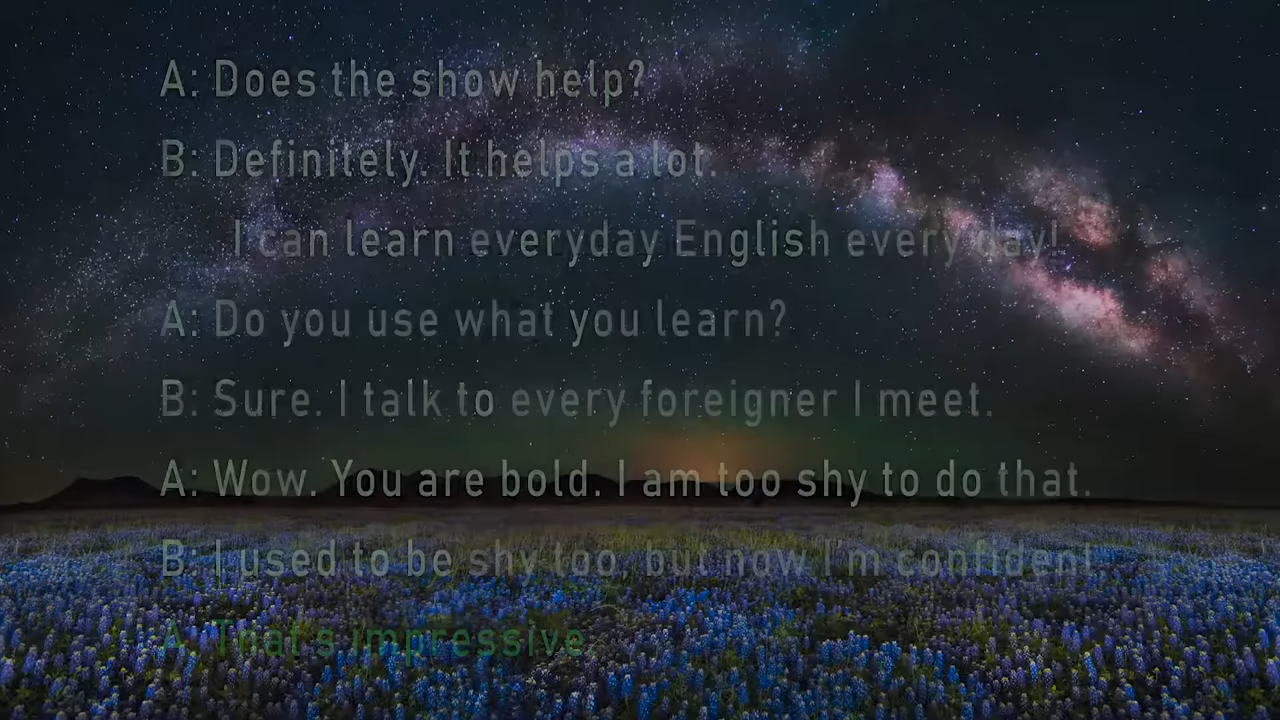 A: Does the show help?
B: Definitely. It helps a lot.
I can learn everyday English every day!
A: Do you use what you learn?
B: Sure. I talk to every foreigner I meet.
A: Wow. You are bold. I am too shy to do that.
B: I used to be shy too, but now I'm confident!
A: That's impressive.